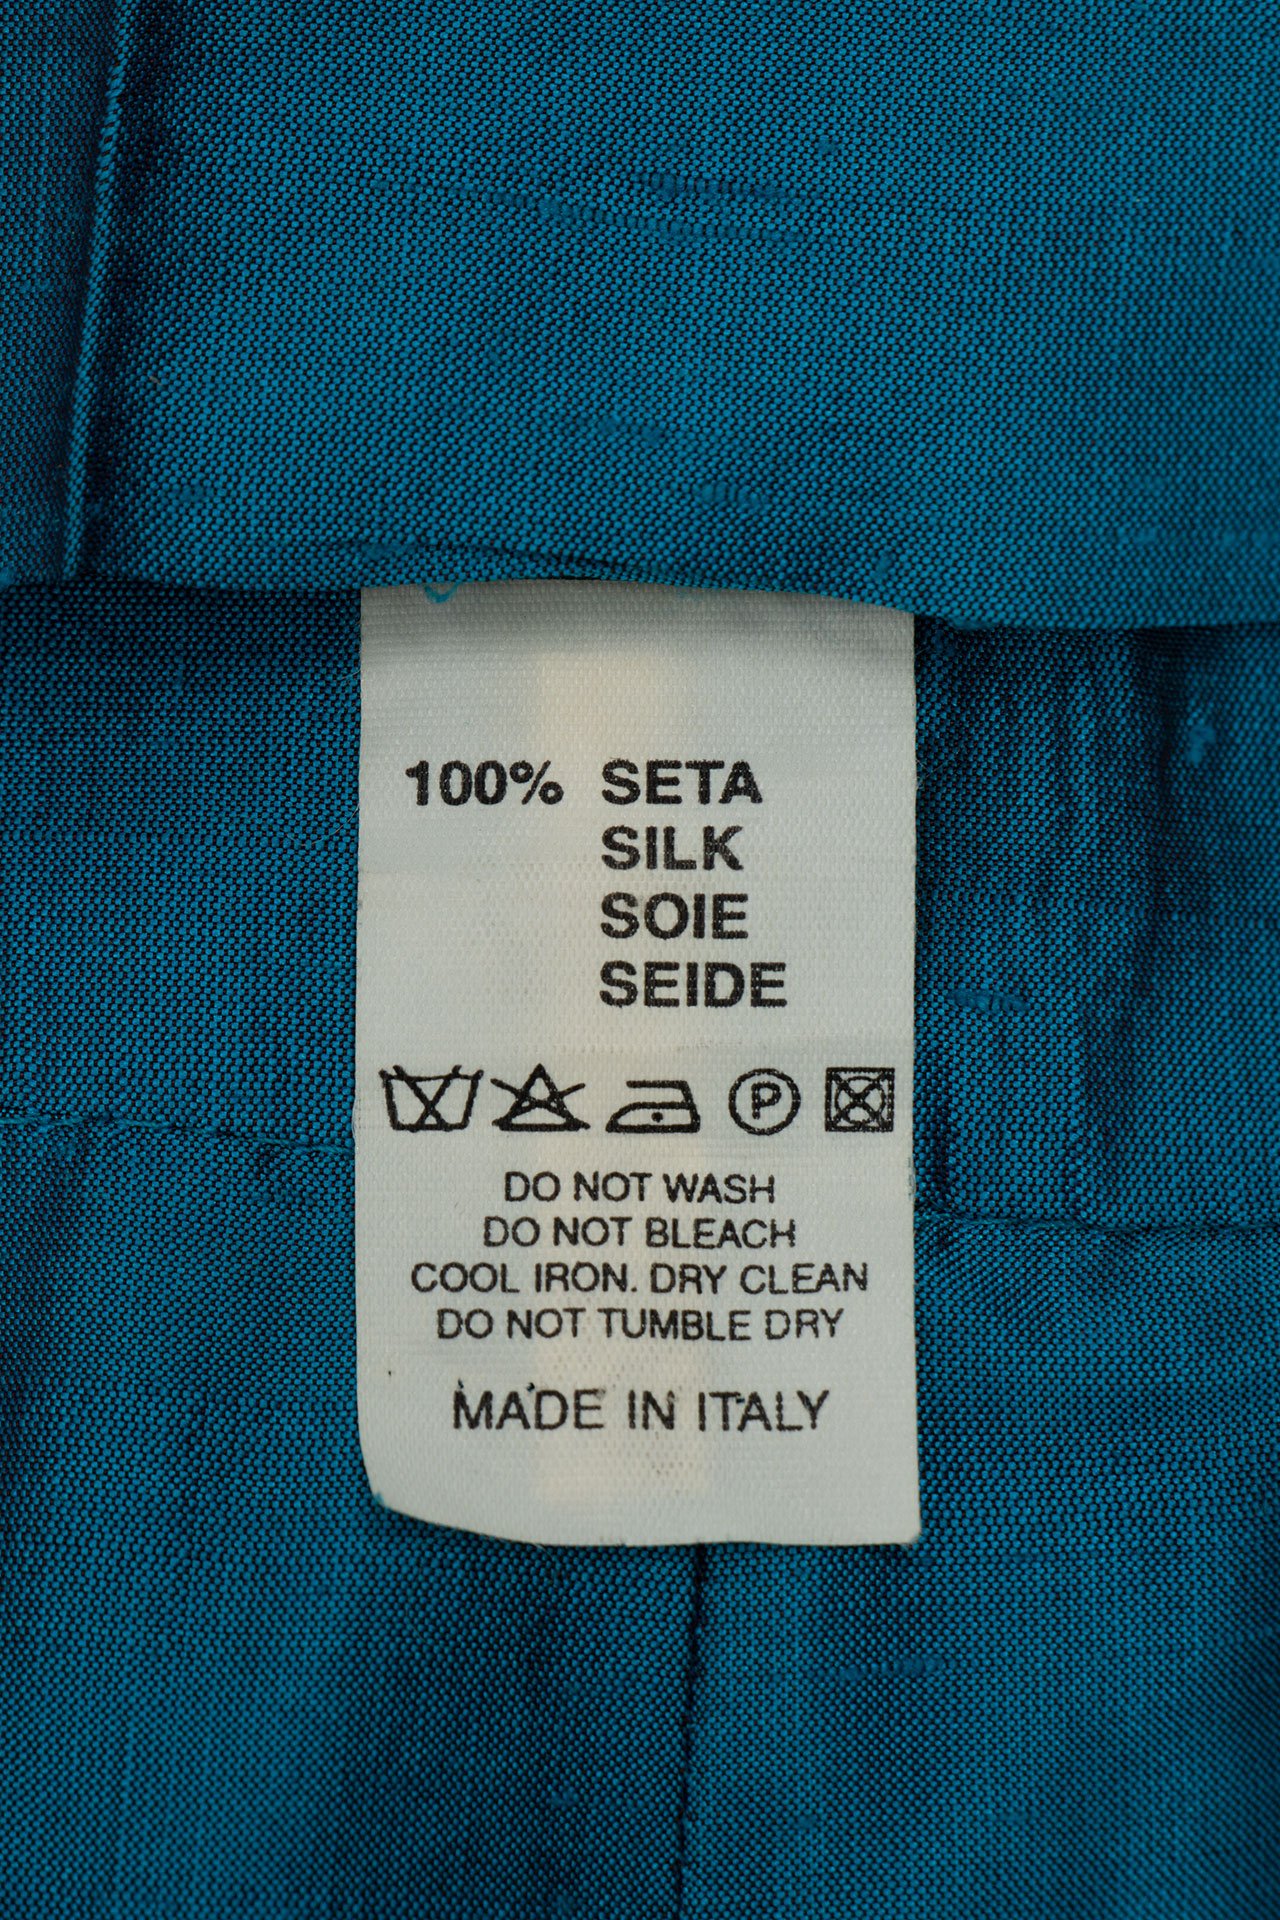 100% SETA
SILK
SOIE
SEIDE
P
DO NOT WASH
DO NOT BLEACH
COOL IRON. DRY CLEAN
DO NOT TUMBLE DRY
MADE IN ITALY